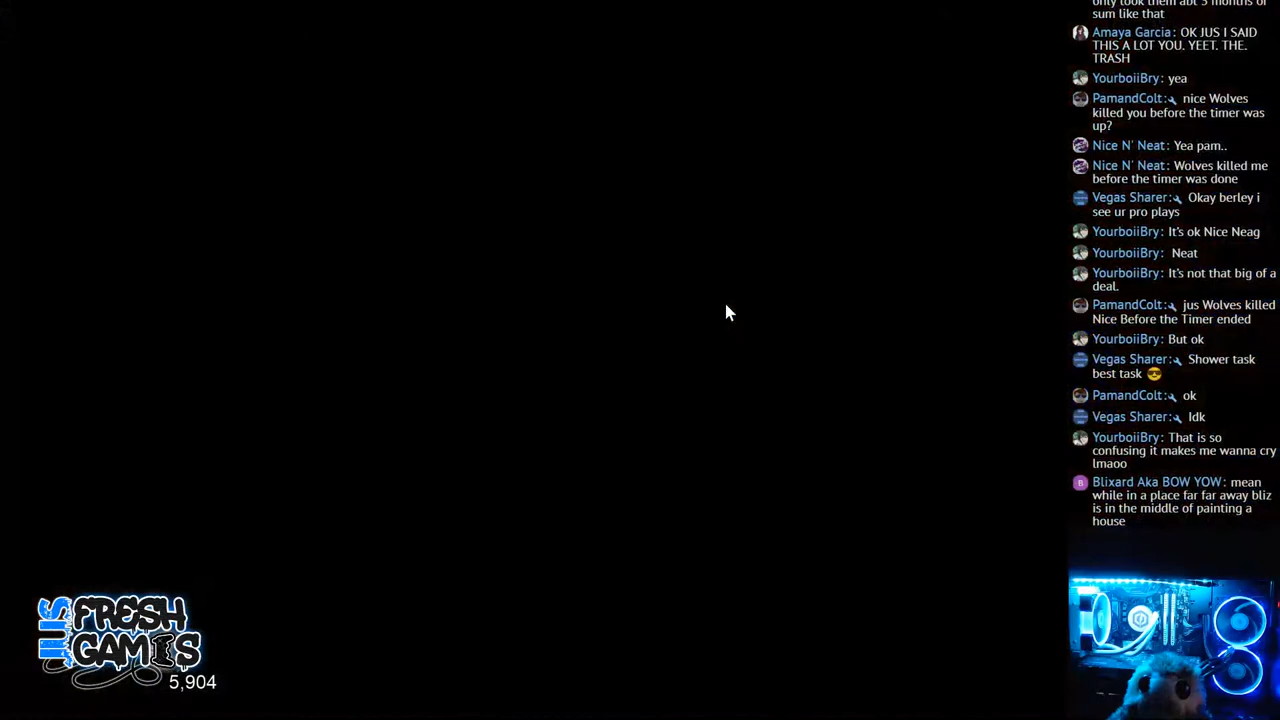 only took them abt 3 months or
sum like that
Amaya Garcia: OK JUS I SAID
THIS A LOT YOU. YEET. THE.
TRASH
YourboiiBry: yea
PamandColt: nice Wolves
killed you before the timer was
up?
Nice N' Neat: Yea pam..
Nice N' Neat: Wolves killed me
before the timer was done
Vegas Sharer: Okay berley i
see ur pro plays
YourboiiBry: It's ok Nice Neag
YourboiiBry: Neat
YourboiiBry: It's not that big of a
deal.
PamandColt: jus Wolves killed
Nice Before the Timer ended
YourboiiBry: But ok
Vegas Sharer: Shower task
best task 😎
PamandColt: ok
Vegas Sharer: Idk
YourboiiBry: That is so
confusing it makes me wanna cry
lmaoo
B Blixard Aka BOW YOW: mean
while in a place far far away bliz
is in the middle of painting a
house
JUS
FRESH
GAMES
5,904